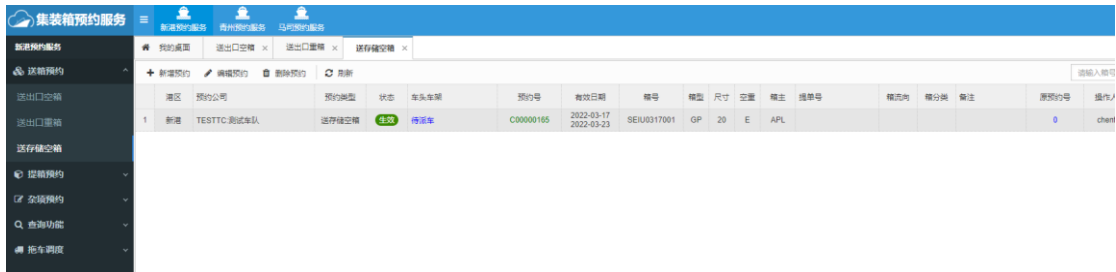 集装箱预约服务
新港预约服务 青州预约服务 马司预约服务
新港预约服务
我的桌面 送出口空箱 × 送出口重箱 × 送存储空箱 ×
送箱预约
新增预约 编辑预约 删除预约 刷新 请输入箱号
送出口空箱
港区 预约公司 预约类型 状态 车头车架 预约号 有效日期 箱号 箱型 尺寸 空重 箱主 提单号 箱流向 箱分类 备注 原预约号 操作人
送出口重箱
1 新港 TESTTC:测试车队 送存储空箱 生效 待派车 C00000165 2022-03-17 SEIU0317001 GP 20 E APL 0 chent
2022-03-23
送存储空箱
提箱预约
杂项预约
查询功能
拖车调度